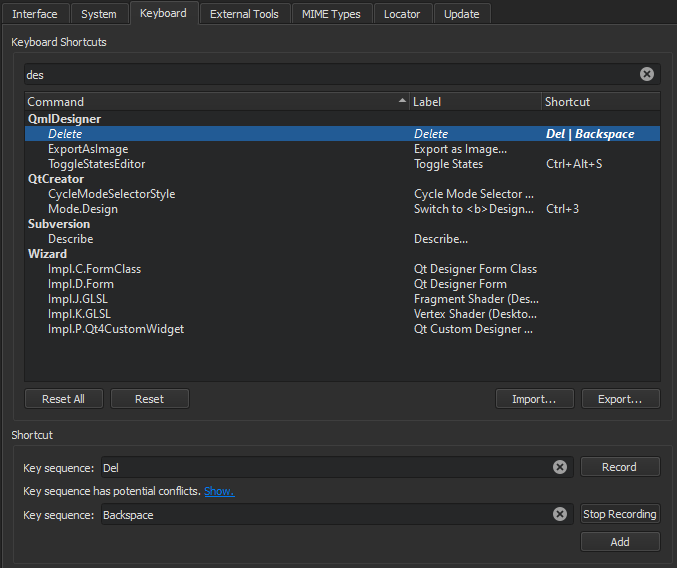 Interface System Keyboard External Tools MIME Types Locator Update
Keyboard Shortcuts
des
Command Label Shortcut
QmlDesigner
Delete Delete Del | Backspace
ExportAsImage Export as Image...
ToggleStatesEditor Toggle States Ctrl+Alt+S
QtCreator
CycleModeSelectorStyle Cycle Mode Selector ...
Mode.Design Switch to <b>Design... Ctrl+3
Subversion
Describe Describe...
Wizard
Impl.C.FormClass Qt Designer Form Class
Impl.D.Form Qt Designer Form
Impl.J.GLSL Fragment Shader (Des...
Impl.K.GLSL Vertex Shader (Deskto...
Impl.P.Qt4CustomWidget Qt Custom Designer ...
Reset All Reset Import... Export...
Shortcut
Key sequence: Del Record
Key sequence has potential conflicts. Show.
Key sequence: Backspace Stop Recording
Add